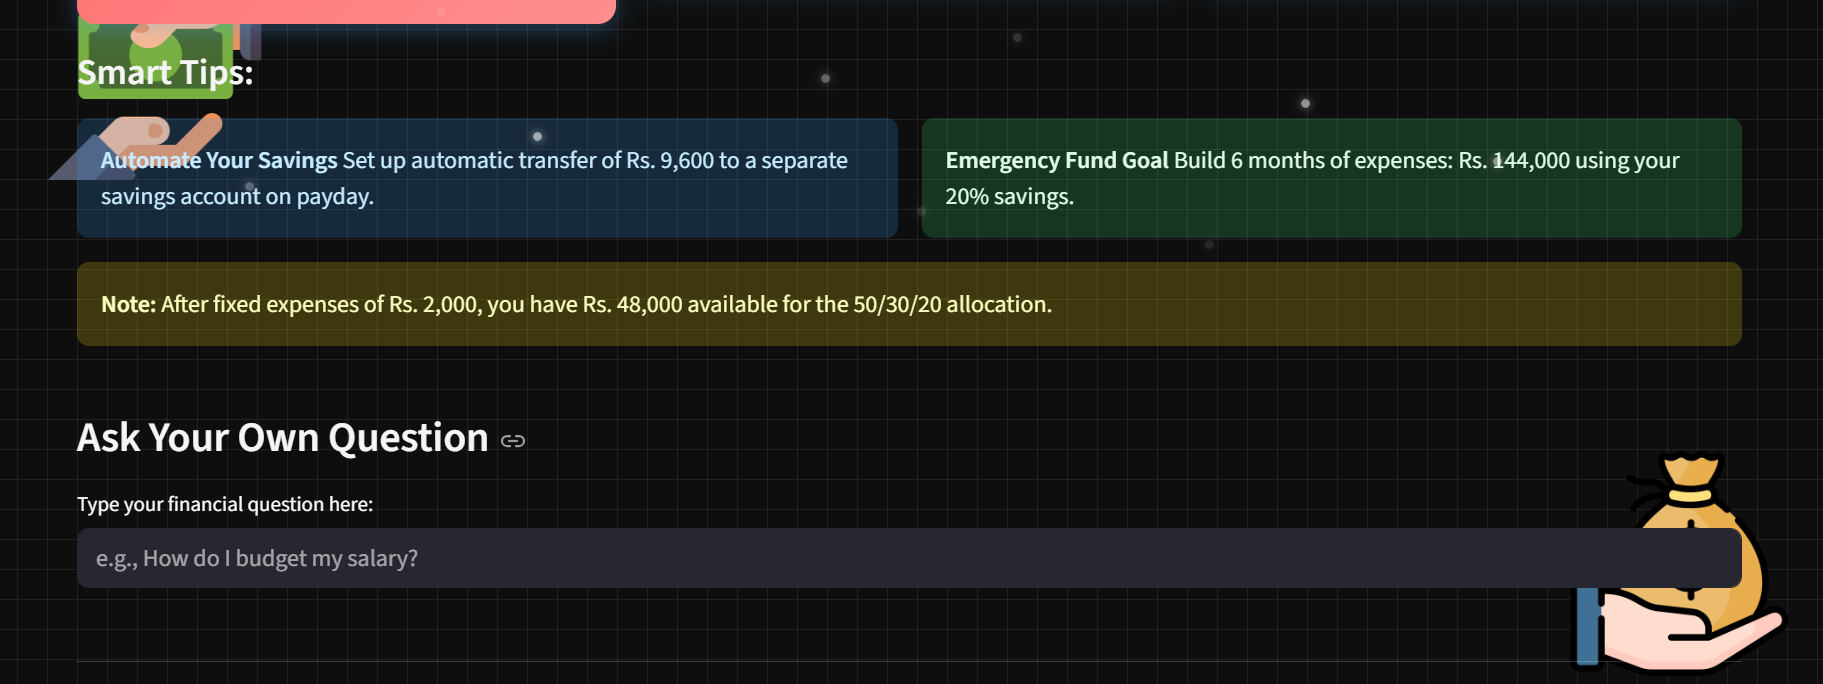 Smart Tips:
Automate Your Savings Set up automatic transfer of Rs. 9,600 to a separate
savings account on payday.
Emergency Fund Goal Build 6 months of expenses: Rs. 144,000 using your
20% savings.
Note: After fixed expenses of Rs. 2,000, you have Rs. 48,000 available for the 50/30/20 allocation.
Ask Your Own Question
Type your financial question here:
e.g., How do I budget my salary?